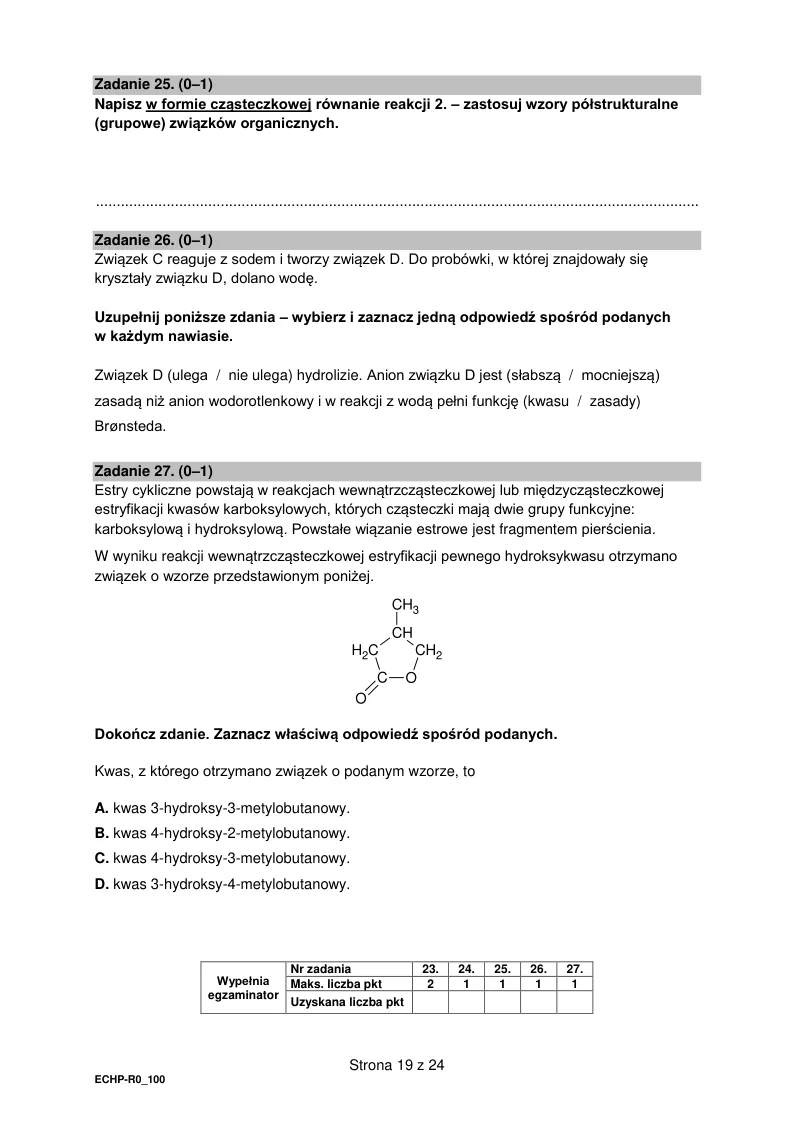 Zadanie 25. (0–1)
Napisz w formie cząsteczkowej równanie reakcji 2. – zastosuj wzory półstrukturalne
(grupowe) związków organicznych.
....................................................................................................................................................
Zadanie 26. (0–1)
Związek C reaguje z sodem i tworzy związek D. Do probówki, w której znajdowały się
kryształy związku D, dolano wodę.
Uzupełnij poniższe zdania – wybierz i zaznacz jedną odpowiedź spośród podanych
w każdym nawiasie.
Związek D (ulega / nie ulega) hydrolizie. Anion związku D jest (słabszą / mocniejszą)
zasadą niż anion wodorotlenkowy i w reakcji z wodą pełni funkcję (kwasu / zasady)
Brønsteda.
Zadanie 27. (0–1)
Estry cykliczne powstają w reakcjach wewnątrzcząsteczkowej lub międzycząsteczkowej
estryfikacji kwasów karboksylowych, których cząsteczki mają dwie grupy funkcyjne:
karboksylową i hydroksylową. Powstałe wiązanie estrowe jest fragmentem pierścienia.
W wyniku reakcji wewnątrzcząsteczkowej estryfikacji pewnego hydroksykwasu otrzymano
związek o wzorze przedstawionym poniżej.
CH3
CH
H2C CH2
C O
O
Dokończ zdanie. Zaznacz właściwą odpowiedź spośród podanych.
Kwas, z którego otrzymano związek o podanym wzorze, to
A. kwas 3-hydroksy-3-metylobutanowy.
B. kwas 4-hydroksy-2-metylobutanowy.
C. kwas 4-hydroksy-3-metylobutanowy.
D. kwas 3-hydroksy-4-metylobutanowy.
Wypełnia egzaminator
Nr zadania 23. 24. 25. 26. 27.
Maks. liczba pkt 2 1 1 1 1
Uzyskana liczba pkt
Strona 19 z 24
ECHP-R0_100